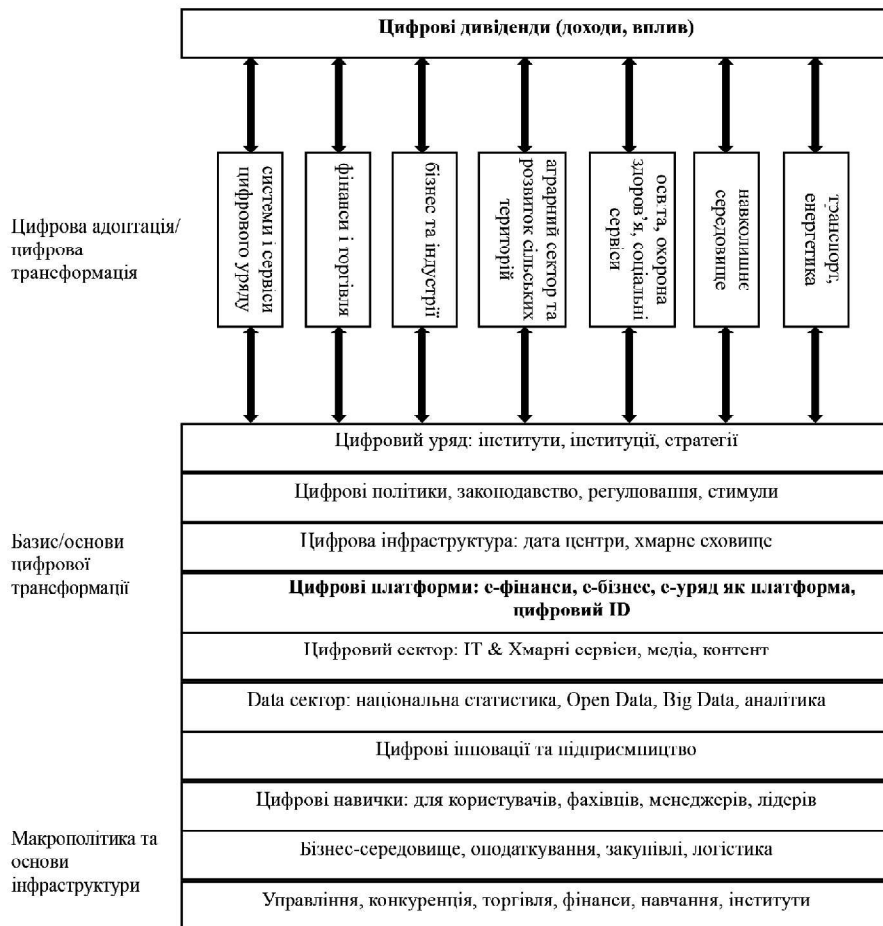 Цифрові дивіденди (доходи, вплив)
Цифрова адоптація/
цифрова
трансформація
системи і сервіси
цифрового уряду
фінанси і торгівля
бізнес та індустрії
аграрний сектор та
розвиток сільських
територій
освіта, охорона
здоров’я, соціальні
сервіси
навколишнє
середовище
транспорт,
енергетика
Цифровий уряд: інститути, інституції, стратегії
Цифрові політики, законодавство, регулювання, стимули
Базис/основи
цифрової
трансформації
Цифрова інфраструктура: дата центри, хмарне сховище
Цифрові платформи: е-фінанси, е-бізнес, е-уряд як платформа,
цифровий ID
Цифровий сектор: IT & Хмарні сервіси, медіа, контент
Data сектор: національна статистика, Open Data, Big Data, аналітика
Цифрові інновації та підприємництво
Цифрові навички: для користувачів, фахівців, менеджерів, лідерів
Макрополітика та
основи
інфраструктури
Бізнес-середовище, оподаткування, закупівлі, логістика
Управління, конкуренція, торгівля, фінанси, навчання, інститути